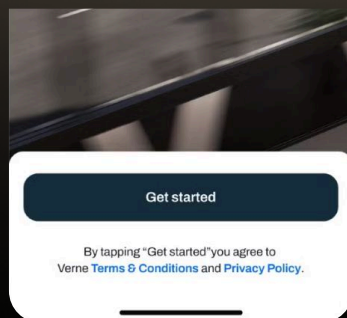 Get started
By tapping “Get started”you agree to
Verne Terms & Conditions and Privacy Policy.